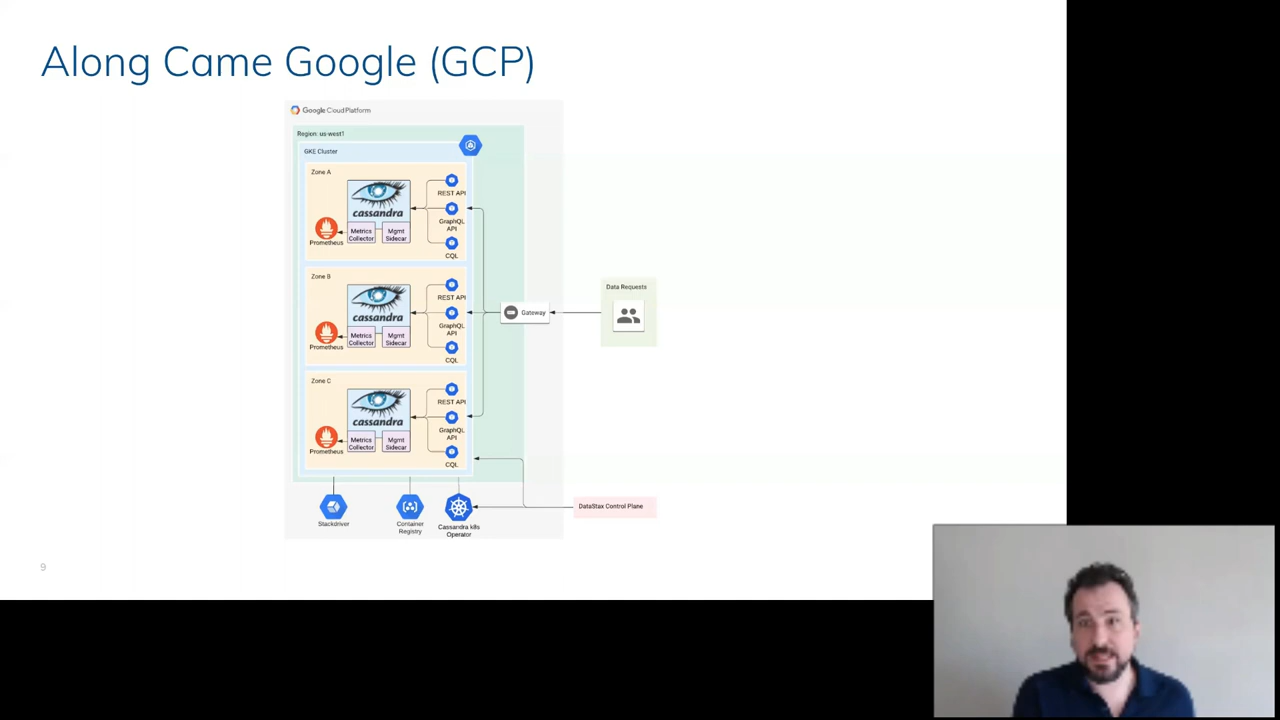 Along Came Google (GCP)
Google Cloud Platform
Region: us-west1
GKE Cluster
Zone A
cassandra
REST API
GraphQL
API
CQL
Metrics
Collector
Mgmt
Sidecar
Prometheus
Zone B
cassandra
REST API
GraphQL
API
CQL
Metrics
Collector
Mgmt
Sidecar
Prometheus
Zone C
cassandra
REST API
GraphQL
API
CQL
Metrics
Collector
Mgmt
Sidecar
Prometheus
Gateway
Data Requests
Stackdriver
Container
Registry
Cassandra k8s
Operator
DataStax Control Plane
9